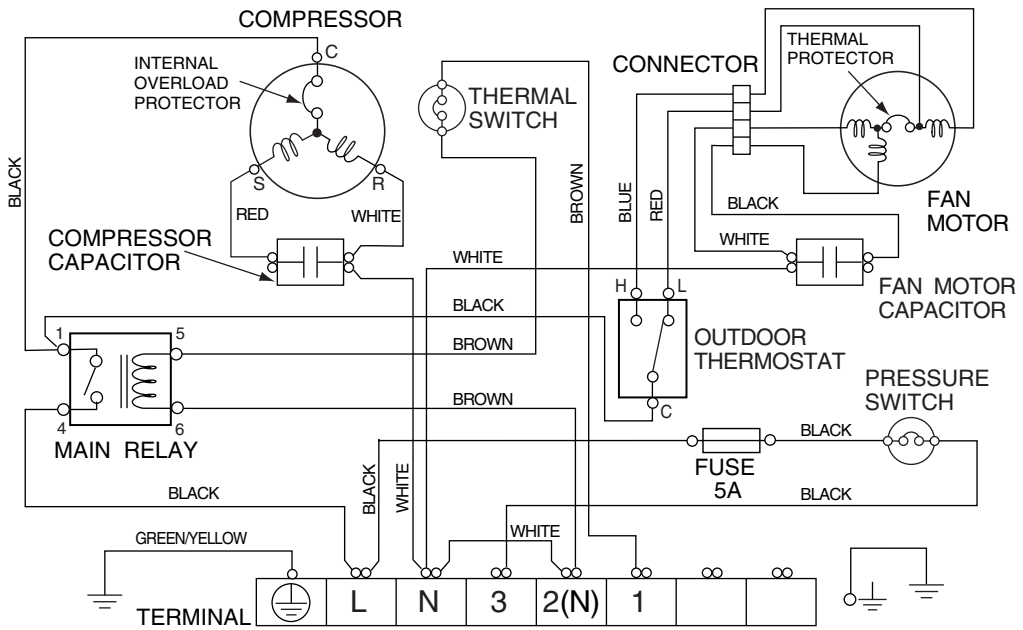 COMPRESSOR
C
INTERNAL
OVERLOAD
PROTECTOR
THERMAL
SWITCH
CONNECTOR
THERMAL
PROTECTOR
BLACK
S
R
RED
WHITE
BROWN
BLUE
RED
BLACK
FAN
MOTOR
COMPRESSOR
CAPACITOR
WHITE
WHITE
FAN MOTOR
CAPACITOR
H
L
BLACK
1
5
BROWN
OUTDOOR
THERMOSTAT
BROWN
C
PRESSURE
SWITCH
4
6
MAIN RELAY
BLACK
FUSE
5A
BLACK
BLACK
WHITE
BLACK
WHITE
GREEN/YELLOW
TERMINAL
L
N
3
2(N)
1